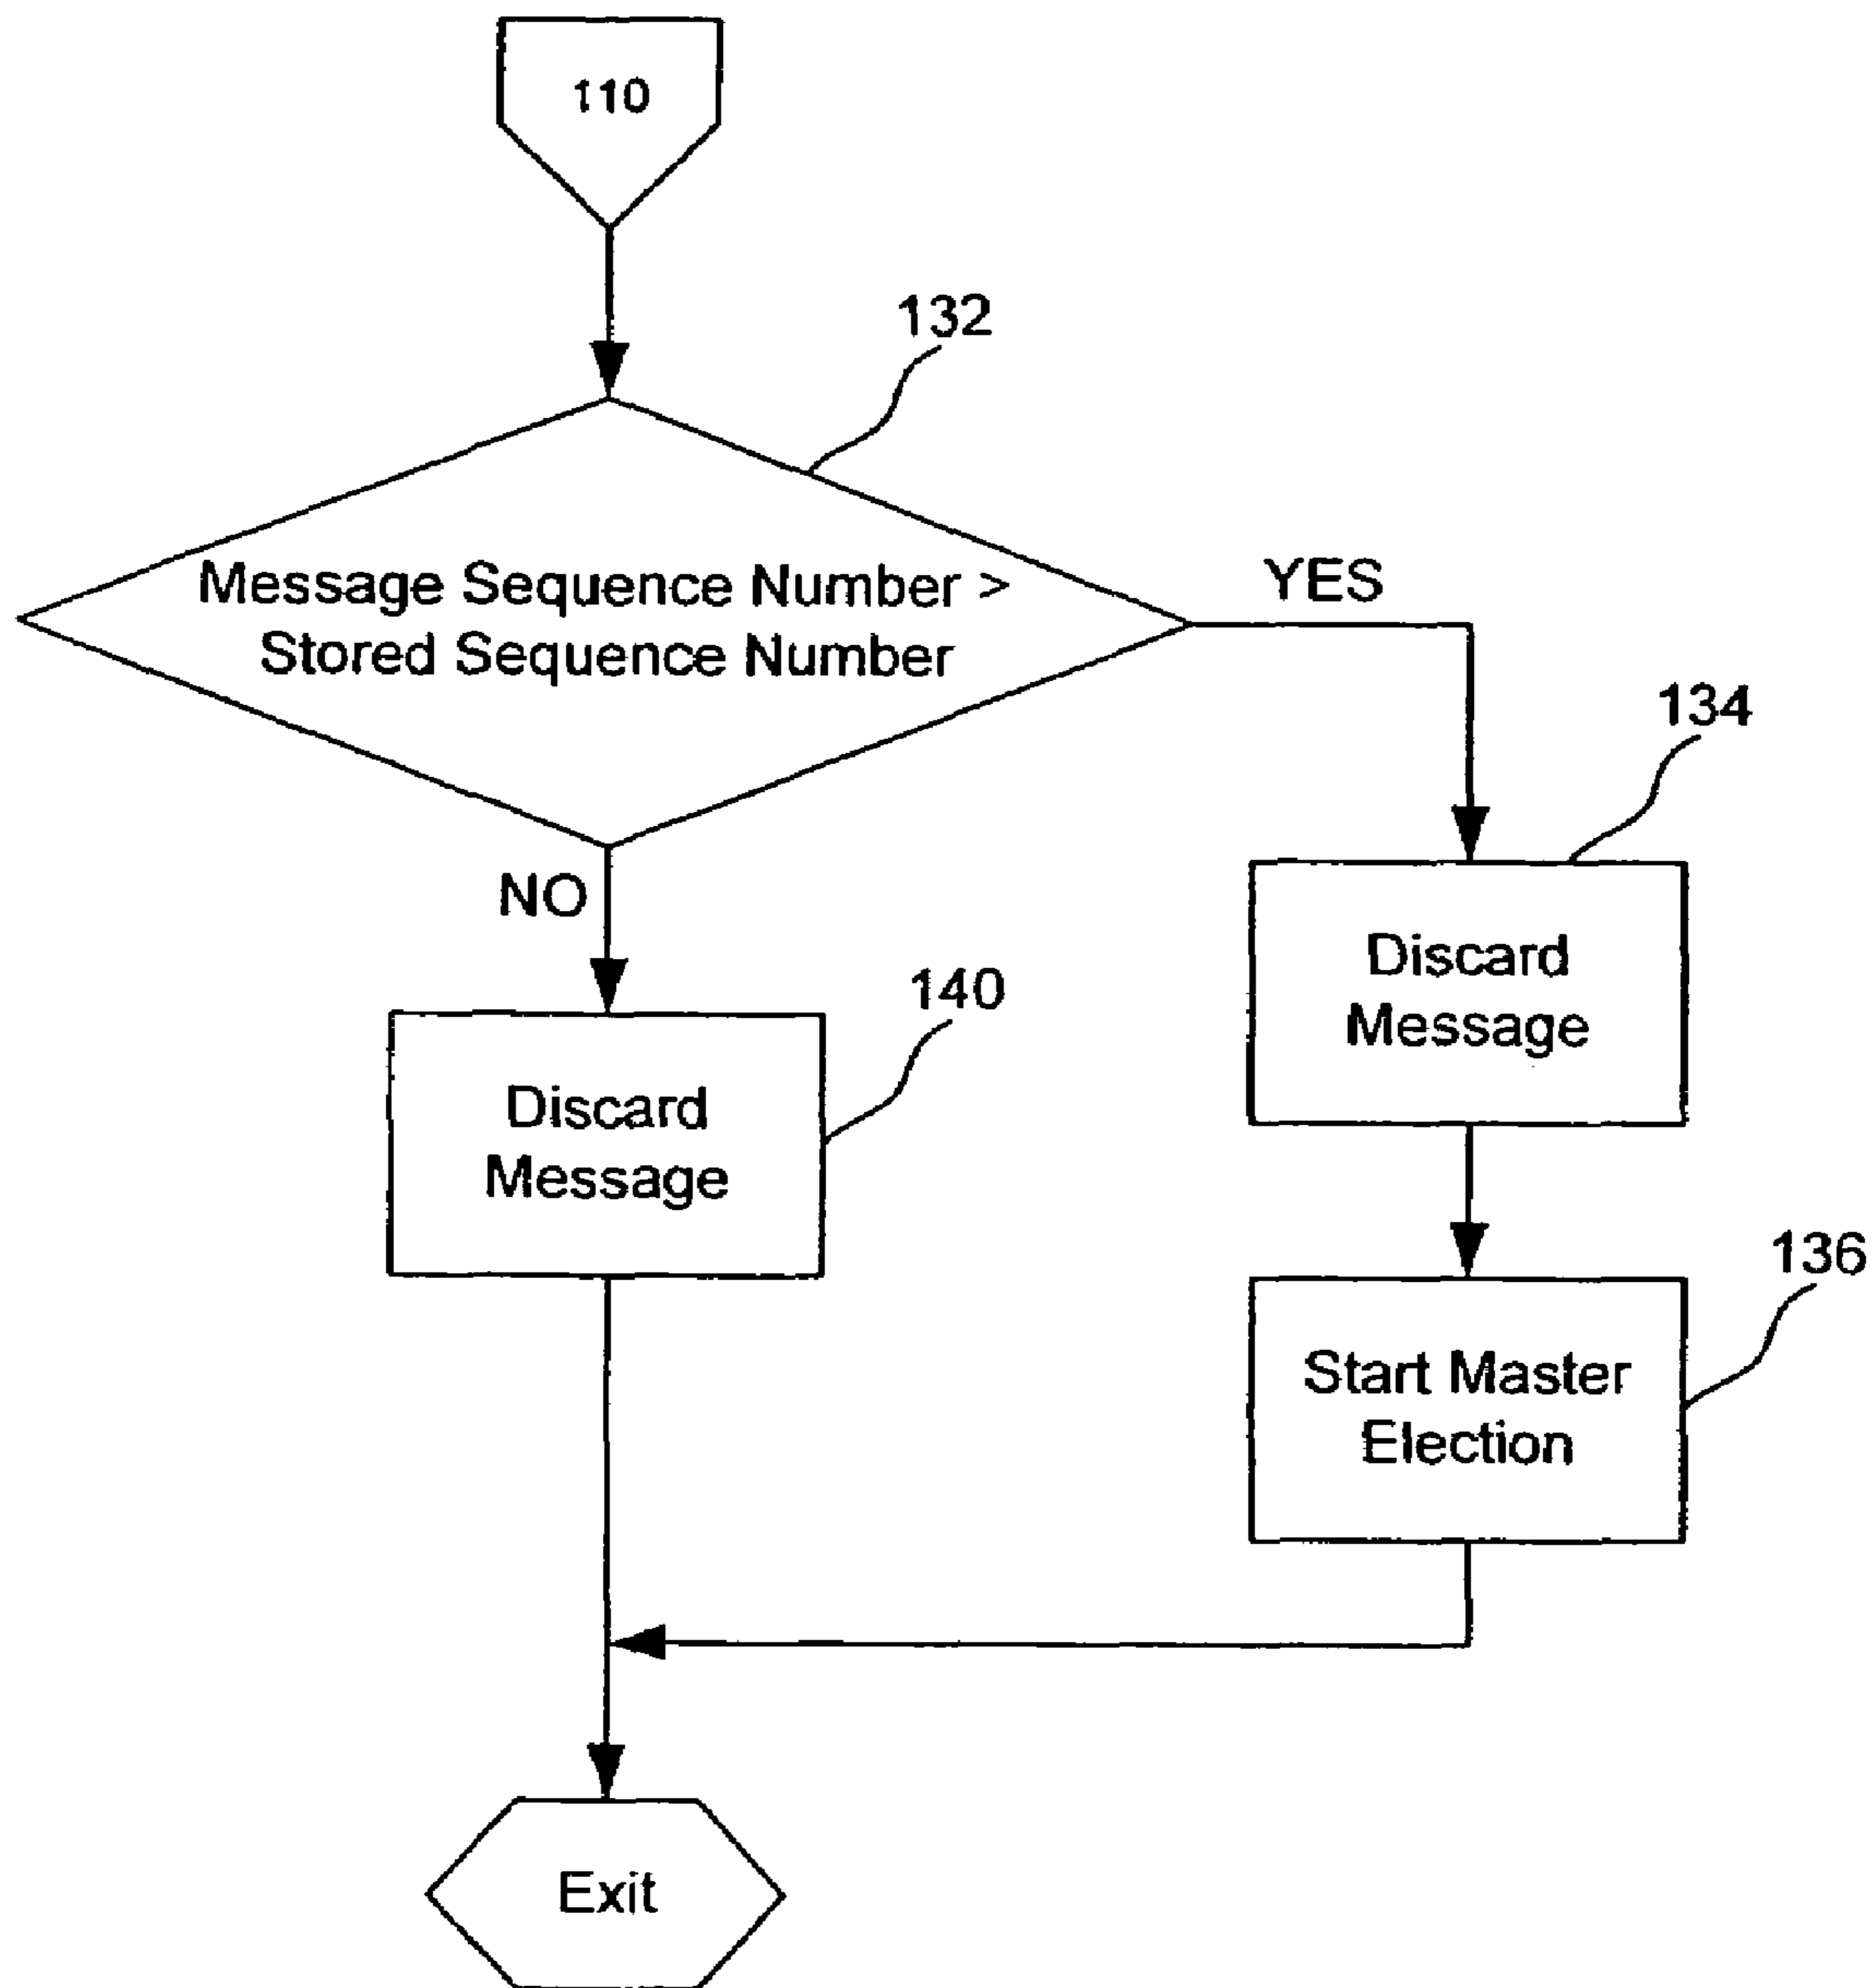 110
132
Message Sequence Number >
Stored Sequence Number
YES
134
NO
Discard
Message
140
Discard
Message
136
Start Master
Election
Exit